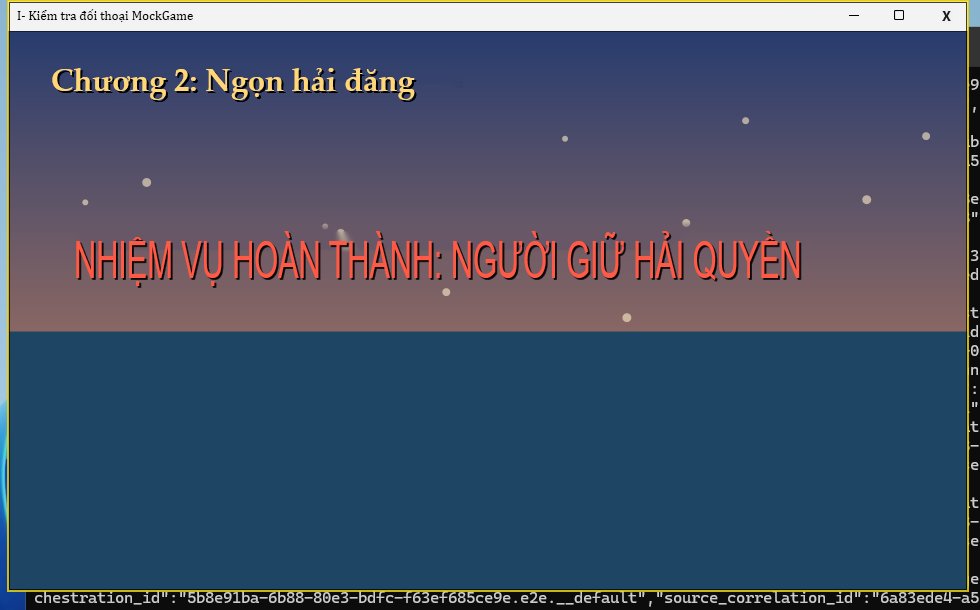 I- Kiểm tra đối thoại MockGame
Chương 2: Ngọn hải đăng
NHIỆM VỤ HOÀN THÀNH: NGƯỜI GIỮ HẢI QUYỀN
chestration_id":"5b8e91ba-6b88-80e3-bdfc-f63ef685ce9e.e2e.__default","source_correlation_id":"6a83ede4-a6